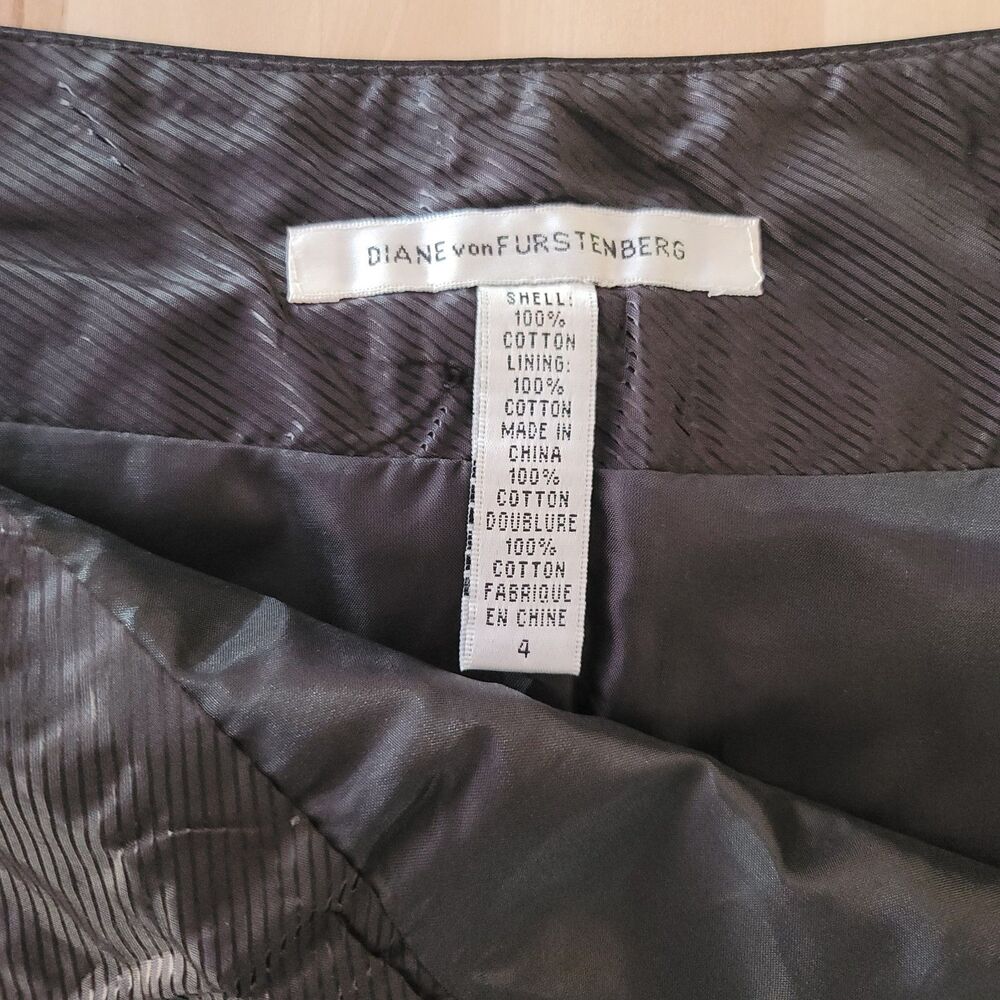 DIANE von FURSTENBERG
SHELL:
100%
COTTON
LINING:
100%
COTTON
MADE IN
CHINA
100%
COTTON
DOUBLURE
100%
COTTON
FABRIQUE
EN CHINE
4